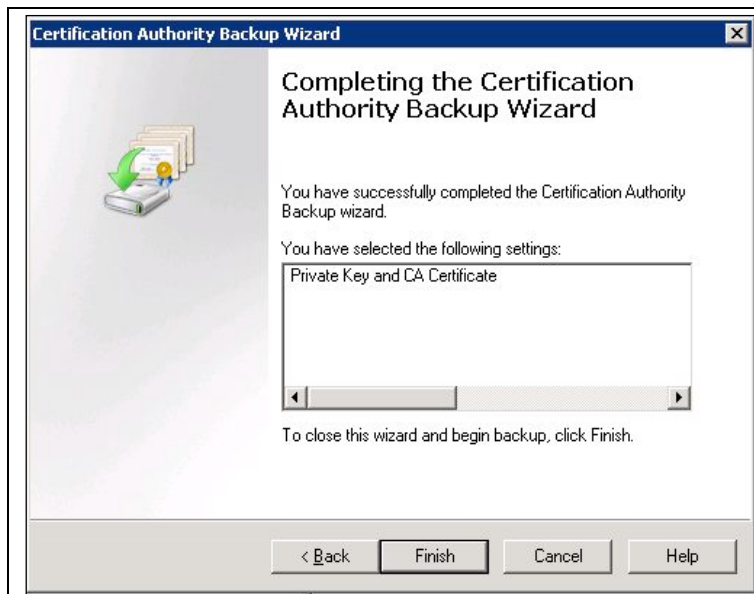 Certification Authority Backup Wizard
Completing the Certification
Authority Backup Wizard
You have successfully completed the Certification Authority
Backup wizard.
You have selected the following settings:
Private Key and CA Certificate
To close this wizard and begin backup, click Finish.
< Back Finish Cancel Help